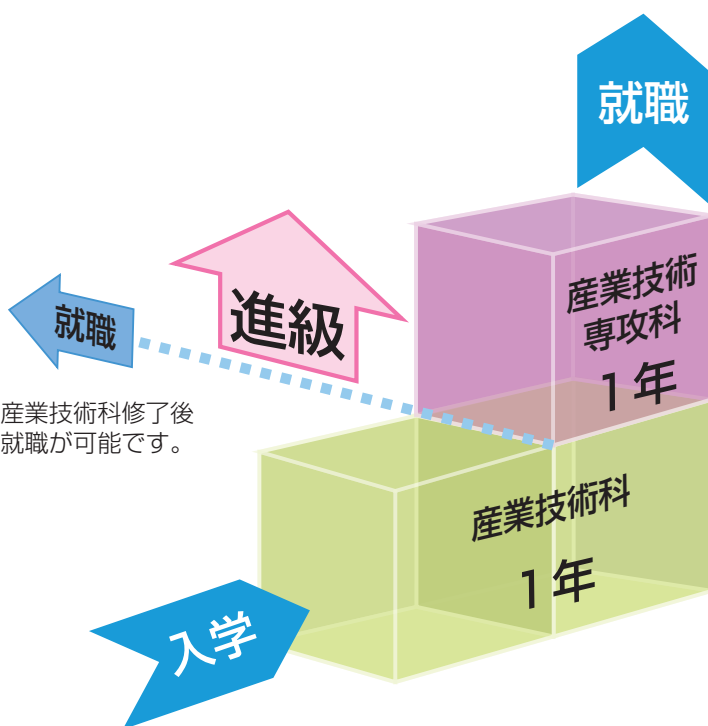 就職
産業技術
専攻科
1年
進級
就職
産業技術科修了後
就職が可能です。
産業技術科
1年
入学